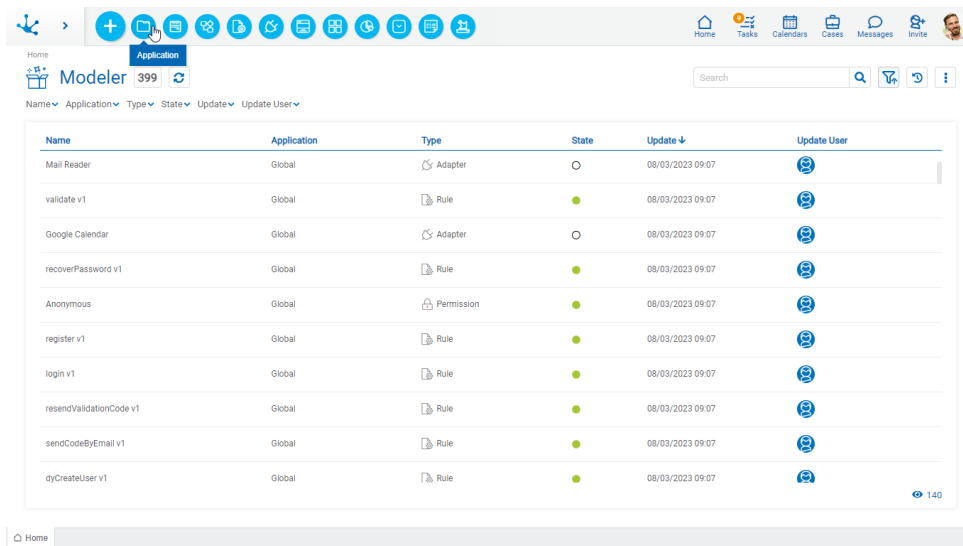 9
Home Tasks Calendars Cases Messages Invite
Home
Application
Modeler 399
Search
Name Application Type State Update Update User
Name Application Type State Update Update User
Mail Reader Global Adapter 08/03/2023 09:07
validate v1 Global Rule 08/03/2023 09:07
Google Calendar Global Adapter 08/03/2023 09:07
recoverPassword v1 Global Rule 08/03/2023 09:07
Anonymous Global Permission 08/03/2023 09:07
register v1 Global Rule 08/03/2023 09:07
login v1 Global Rule 08/03/2023 09:07
resendValidationCode v1 Global Rule 08/03/2023 09:07
sendCodeByEmail v1 Global Rule 08/03/2023 09:07
dyCreateUser v1 Global Rule 08/03/2023 09:07
140
Home